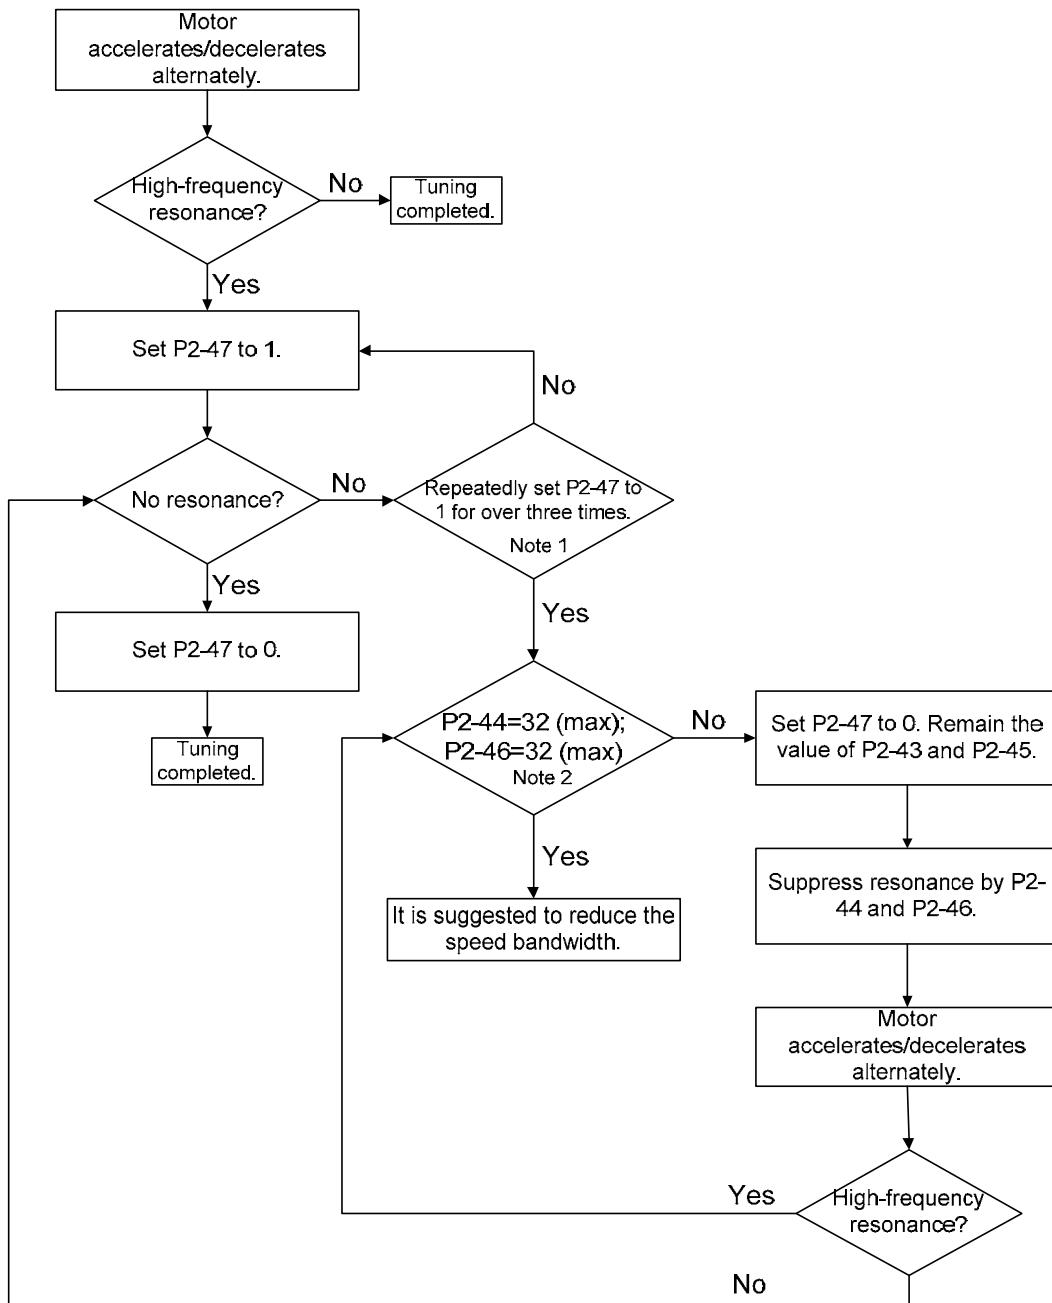 Motor
accelerates/decelerates
alternately.
High-frequency
resonance?
No
Tuning
completed.
Yes
Set P2-47 to 1.
No
No resonance?
No
Repeatedly set P2-47 to
1 for over three times.
Note 1
Yes
Set P2-47 to 0.
Yes
Tuning
completed.
P2-44=32 (max);
P2-46=32 (max)
Note 2
No
Set P2-47 to 0. Remain the
value of P2-43 and P2-45.
Yes
It is suggested to reduce the
speed bandwidth.
Suppress resonance by P2-
44 and P2-46.
Motor
accelerates/decelerates
alternately.
Yes
High-frequency
resonance?
No